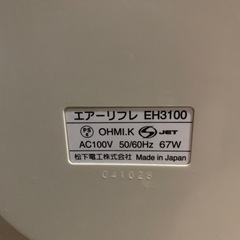 エアーリフレ EH3100
PS E OHMI.K S JET
AC100V 50/60Hz 67W
松下電工株式会社 Made in Japan
041028